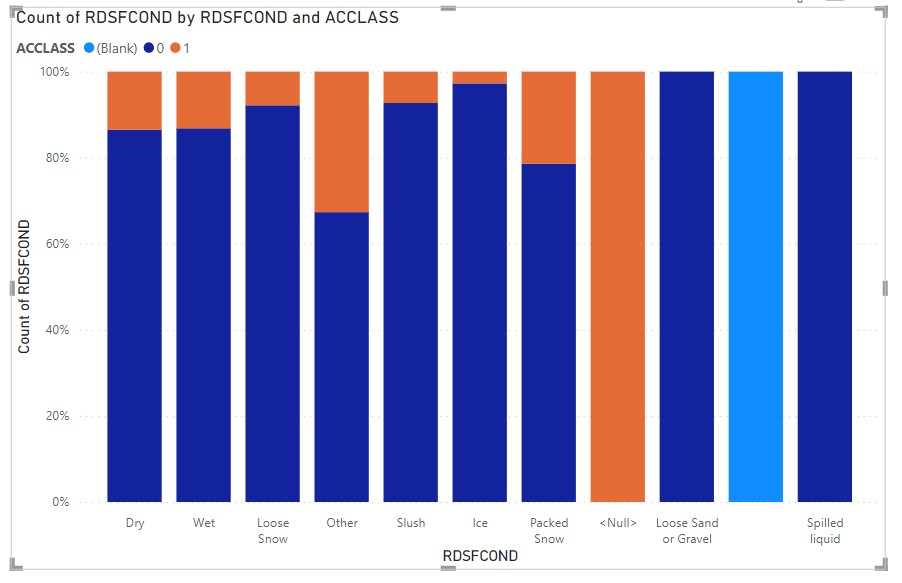 Count of RDSFCOND by RDSFCOND and ACCLASS
ACCLASS (Blank) 0 1
100%
80%
60%
40%
20%
0%
Count of RDSFCOND
Dry
Wet
Loose
Snow
Other
Slush
Ice
Packed
Snow
<Null>
Loose Sand
or Gravel
Spilled
liquid
RDSFCOND